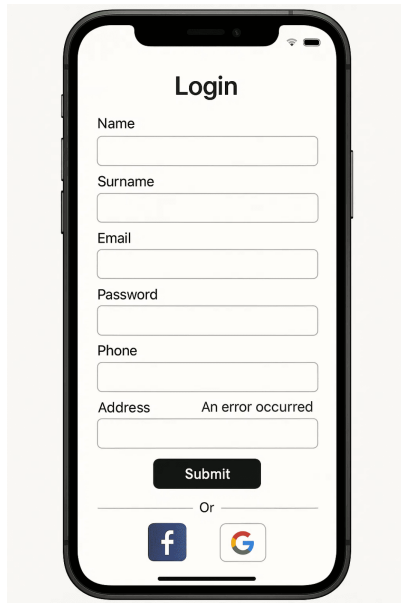 Login
Name
Surname
Email
Password
Phone
Address An error occurred
Submit
Or
f
G